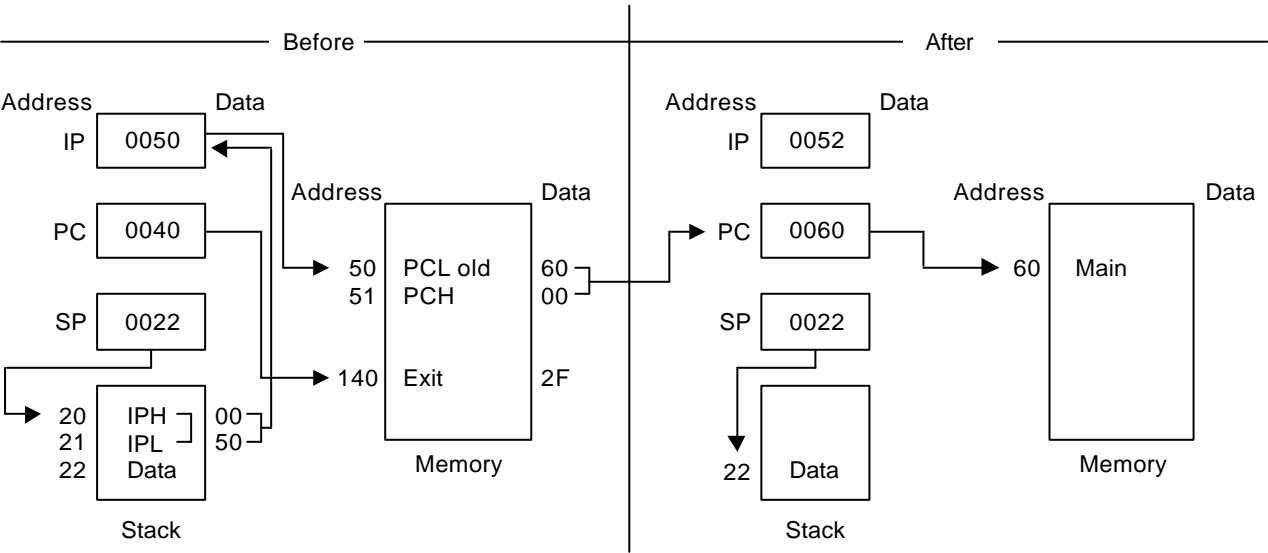 Before
Address Data
IP 0050
PC 0040
SP 0022
20 IPH 00
21 IPL 50
22 Data
Stack
Address Data
50 PCL old 60
51 PCH 00
140 Exit 2F
Memory
After
Address Data
IP 0052
PC 0060
SP 0022
22 Data
Stack
Address Data
60 Main
Memory